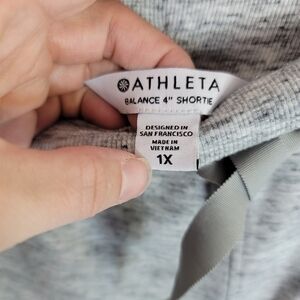 ATHLETA
BALANCE 4" SHORTIE
DESIGNED IN
SAN FRANCISCO
MADE IN
VIETNAM
1X